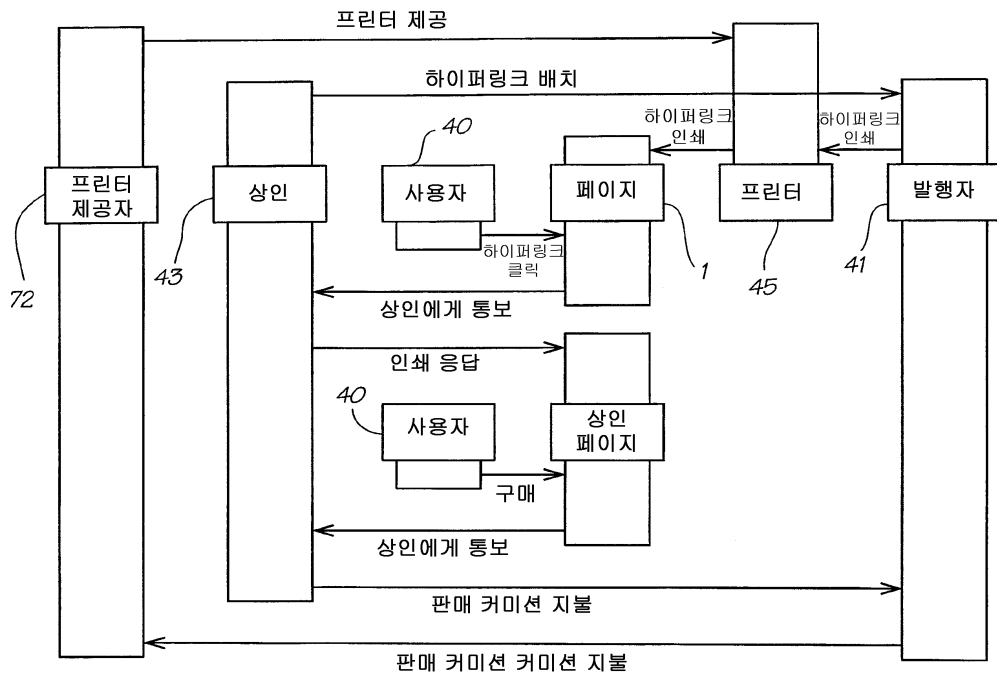 프린터 제공
하이퍼링크 배치
하이퍼링크
인쇄
하이퍼링크
인쇄
40
프린터
제공자
상인
사용자
페이지
프린터
발행자
하이퍼링크
클릭
72
43
1
45
41
상인에게 통보
인쇄 응답
40
사용자
상인
페이지
구매
상인에게 통보
판매 커미션 지불
판매 커미션 커미션 지불